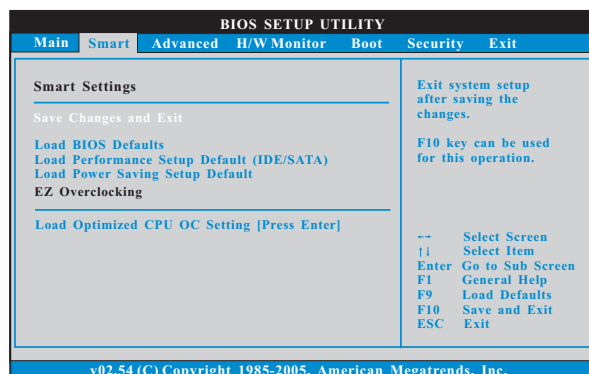 BIOS SETUP UTILITY
Main Smart Advanced H/W Monitor Boot Security Exit
Smart Settings
Save Changes and Exit
Load BIOS Defaults
Load Performance Setup Default (IDE/SATA)
Load Power Saving Setup Default
EZ Overclocking
Load Optimized CPU OC Setting [Press Enter]
Exit system setup
after saving the
changes.
F10 key can be used
for this operation.
←→ Select Screen
↑↓ Select Item
Enter Go to Sub Screen
F1 General Help
F9 Load Defaults
F10 Save and Exit
ESC Exit
v02.54 (C) Copyright 1985-2005, American Megatrends, Inc.